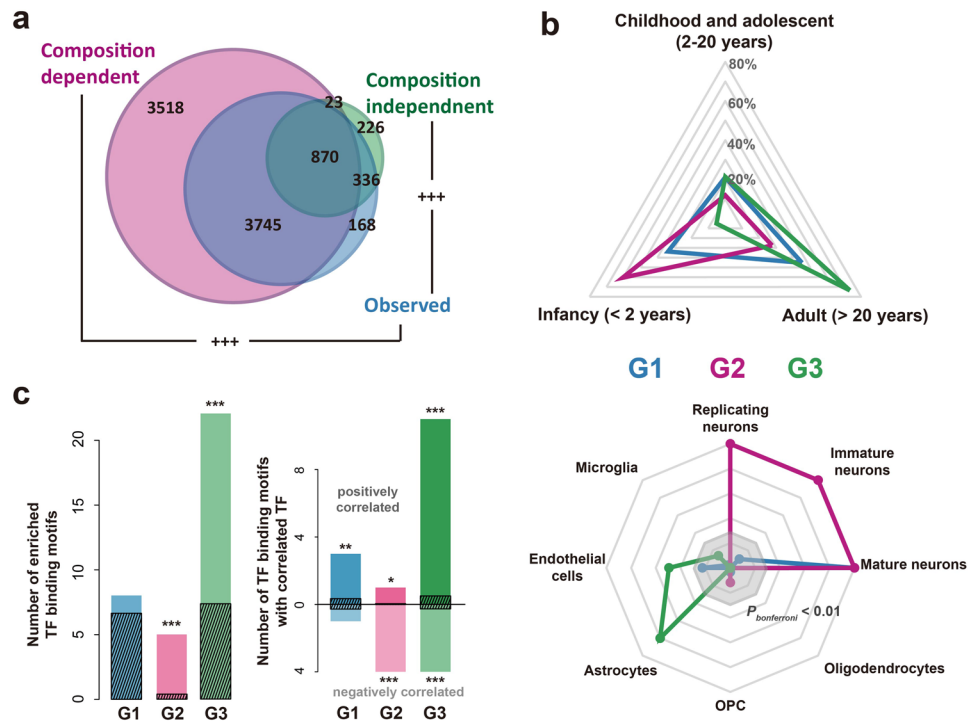 a
Composition
dependent
Composition
independnent
3518
23
226
870
336
3745
168
+++
Observed
+++
b
Childhood and adolescent
(2-20 years)
80%
60%
40%
20%
Infancy (< 2 years)
Adult (> 20 years)
G1 G2 G3
Replicating
neurons
Immature
neurons
Microglia
Endothelial
cells
Mature neurons
P bonferroni < 0.01
Astrocytes
Oligodendrocytes
OPC
c
Number of enriched
TF binding motifs
20
15
10
5
0
***
***
G1 G2 G3
Number of TF binding motifs
with correlated TF
8
4
0
4
positively
correlated
**
*
***
***
***
negatively correlated
G1 G2 G3